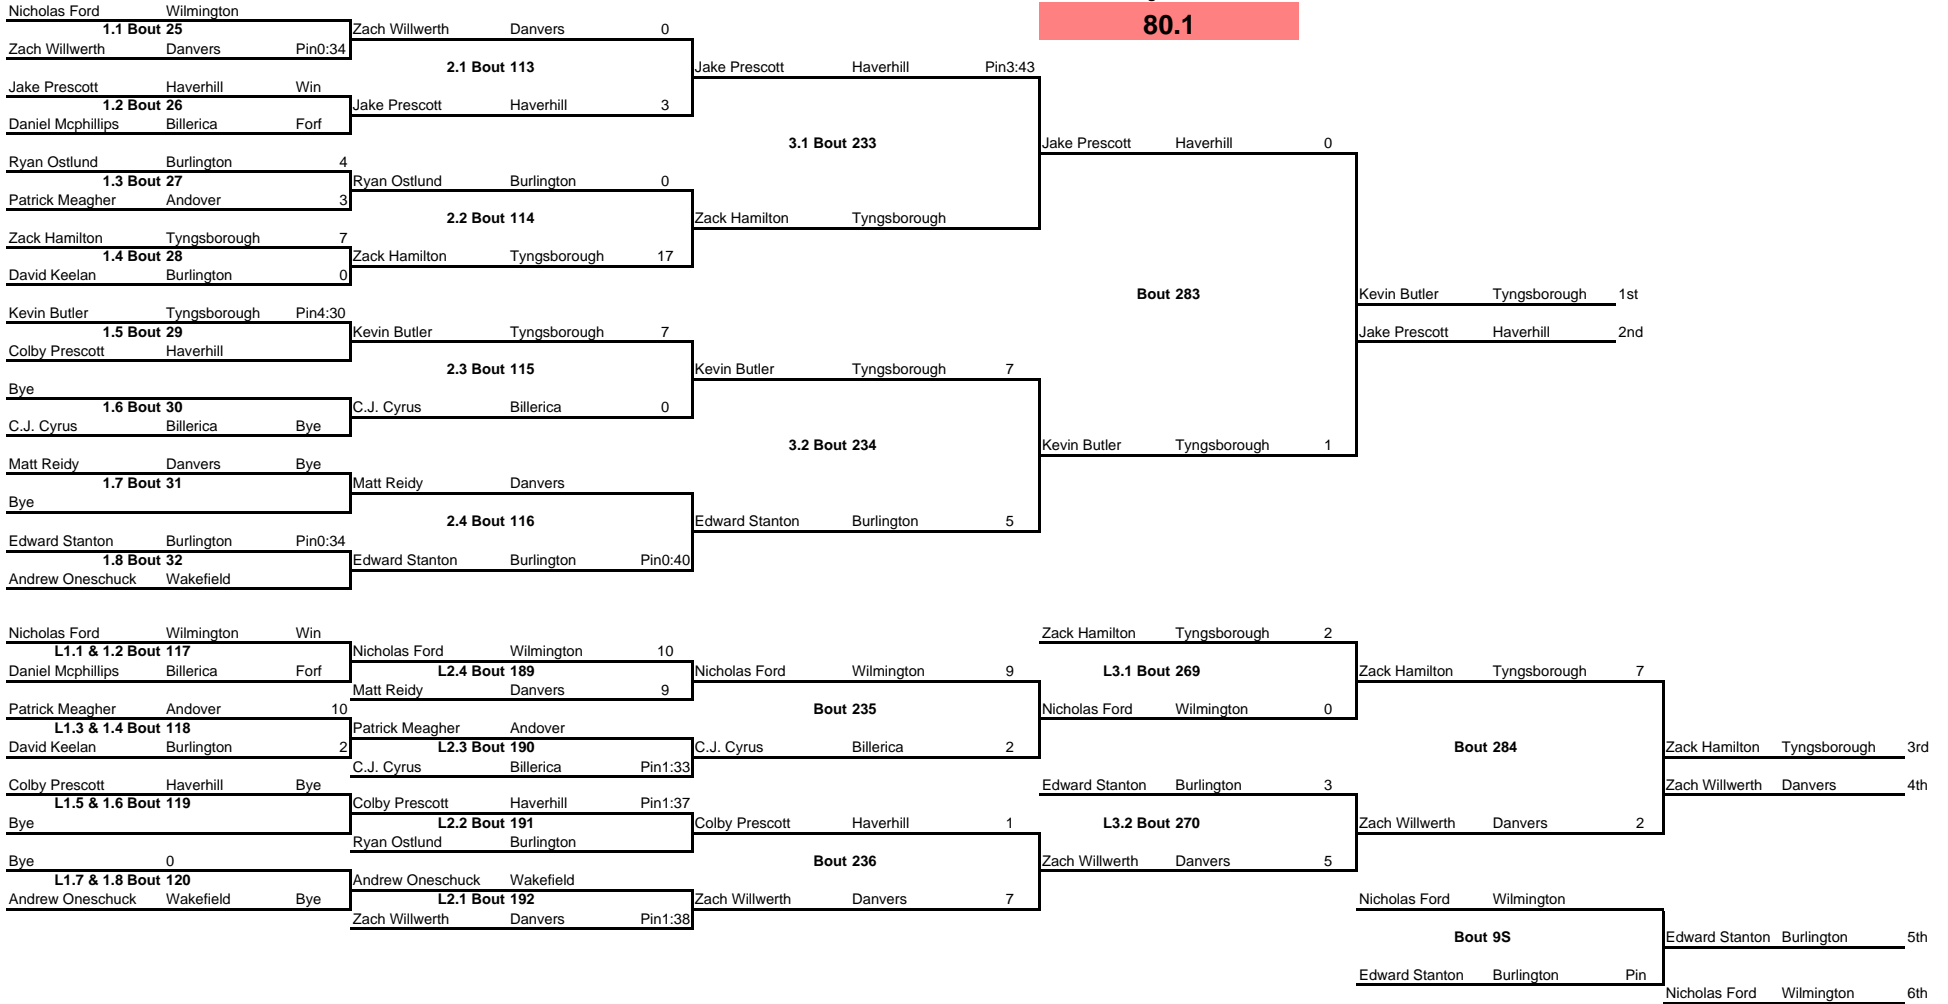 80.1
Nicholas Ford Wilmington
1.1 Bout 25
Zach Willwerth Danvers Pin0:34
Jake Prescott Haverhill Win
1.2 Bout 26
Daniel Mcphillips Billerica Forf
Ryan Ostlund Burlington 4
1.3 Bout 27
Patrick Meagher Andover 3
Zack Hamilton Tyngsborough 7
1.4 Bout 28
David Keelan Burlington 0
Kevin Butler Tyngsborough Pin4:30
1.5 Bout 29
Colby Prescott Haverhill
Bye
1.6 Bout 30
C.J. Cyrus Billerica Bye
Matt Reidy Danvers Bye
1.7 Bout 31
Bye
Edward Stanton Burlington Pin0:34
1.8 Bout 32
Andrew Oneschuck Wakefield
Zach Willwerth Danvers 0
2.1 Bout 113
Jake Prescott Haverhill 3
Ryan Ostlund Burlington 0
2.2 Bout 114
Zack Hamilton Tyngsborough 17
Kevin Butler Tyngsborough 7
2.3 Bout 115
C.J. Cyrus Billerica 0
Matt Reidy Danvers
2.4 Bout 116
Edward Stanton Burlington Pin0:40
Jake Prescott Haverhill Pin3:43
3.1 Bout 233
Zack Hamilton Tyngsborough
Kevin Butler Tyngsborough 7
3.2 Bout 234
Edward Stanton Burlington 5
Jake Prescott Haverhill 0
Bout 283
Kevin Butler Tyngsborough 1
Kevin Butler Tyngsborough 1st
Jake Prescott Haverhill 2nd
Nicholas Ford Wilmington Win
L1.1 & 1.2 Bout 117
Daniel Mcphillips Billerica Forf
Patrick Meagher Andover 10
L1.3 & 1.4 Bout 118
David Keelan Burlington 2
Colby Prescott Haverhill Bye
L1.5 & 1.6 Bout 119
Bye
Bye 0
L1.7 & 1.8 Bout 120
Andrew Oneschuck Wakefield Bye
Nicholas Ford Wilmington 10
L2.4 Bout 189
Matt Reidy Danvers 9
Patrick Meagher Andover
L2.3 Bout 190
C.J. Cyrus Billerica Pin1:33
Colby Prescott Haverhill Pin1:37
L2.2 Bout 191
Ryan Ostlund Burlington
Andrew Oneschuck Wakefield
L2.1 Bout 192
Zach Willwerth Danvers Pin1:38
Nicholas Ford Wilmington 9
Bout 235
C.J. Cyrus Billerica 2
Colby Prescott Haverhill 1
Bout 236
Zach Willwerth Danvers 7
Zack Hamilton Tyngsborough 2
L3.1 Bout 269
Nicholas Ford Wilmington 0
Edward Stanton Burlington 3
L3.2 Bout 270
Zach Willwerth Danvers 5
Zack Hamilton Tyngsborough 7
Bout 284
Zach Willwerth Danvers 2
Zack Hamilton Tyngsborough 3rd
Zach Willwerth Danvers 4th
Nicholas Ford Wilmington
Bout 9S
Edward Stanton Burlington Pin
Edward Stanton Burlington 5th
Nicholas Ford Wilmington 6th